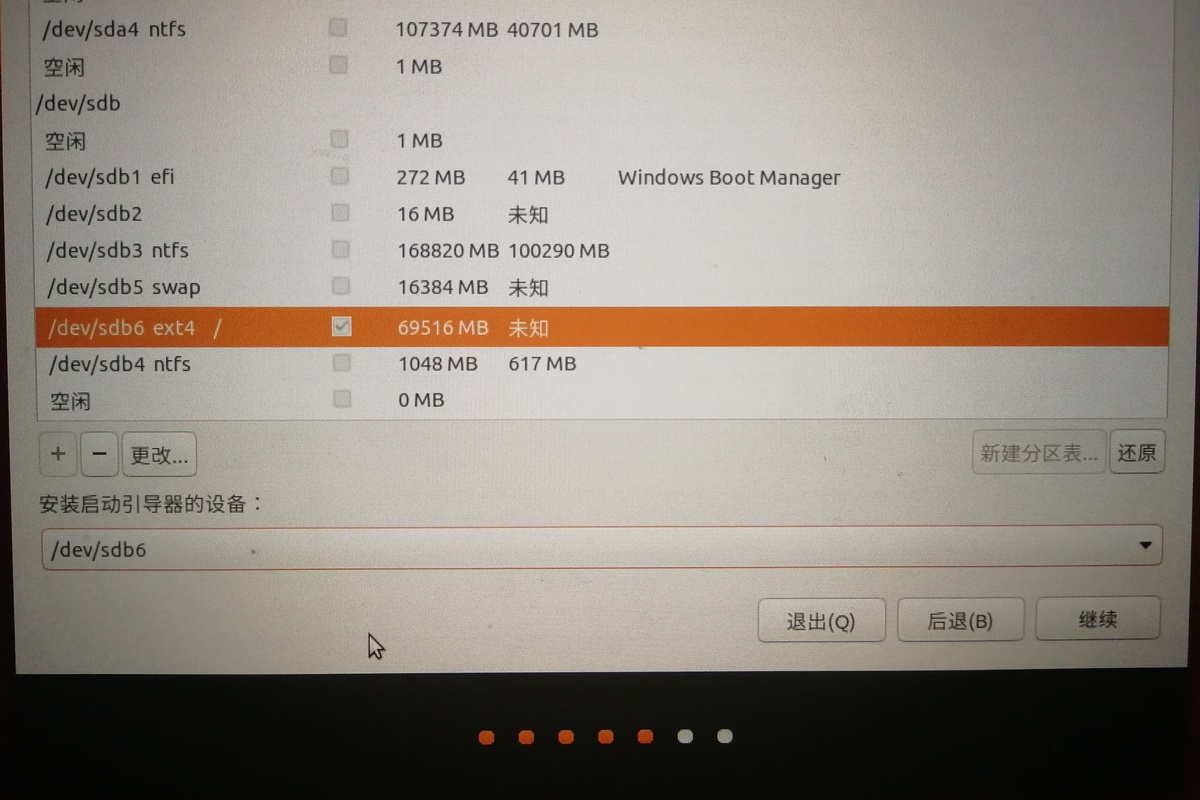 /dev/sda4 ntfs 107374 MB 40701 MB
空闲 1 MB
/dev/sdb
空闲 1 MB
/dev/sdb1 efi 272 MB 41 MB Windows Boot Manager
/dev/sdb2 16 MB 未知
/dev/sdb3 ntfs 168820 MB 100290 MB
/dev/sdb5 swap 16384 MB 未知
/dev/sdb6 ext4 / 69516 MB 未知
/dev/sdb4 ntfs 1048 MB 617 MB
空闲 0 MB
+ − 更改... 新建分区表... 还原
安装启动引导器的设备：
/dev/sdb6
退出(Q) 后退(B) 继续